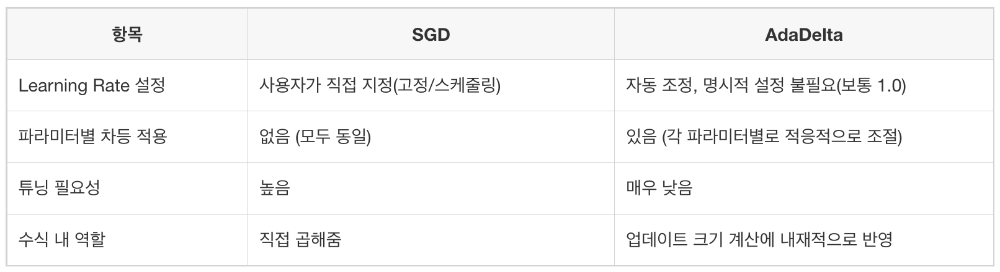 항목 SGD AdaDelta
Learning Rate 설정 사용자가 직접 지정(고정/스케줄링) 자동 조정, 명시적 설정 불필요(보통 1.0)
파라미터별 차등 적용 없음 (모두 동일) 있음 (각 파라미터별로 적응적으로 조절)
튜닝 필요성 높음 매우 낮음
수식 내 역할 직접 곱해줌 업데이트 크기 계산에 내재적으로 반영